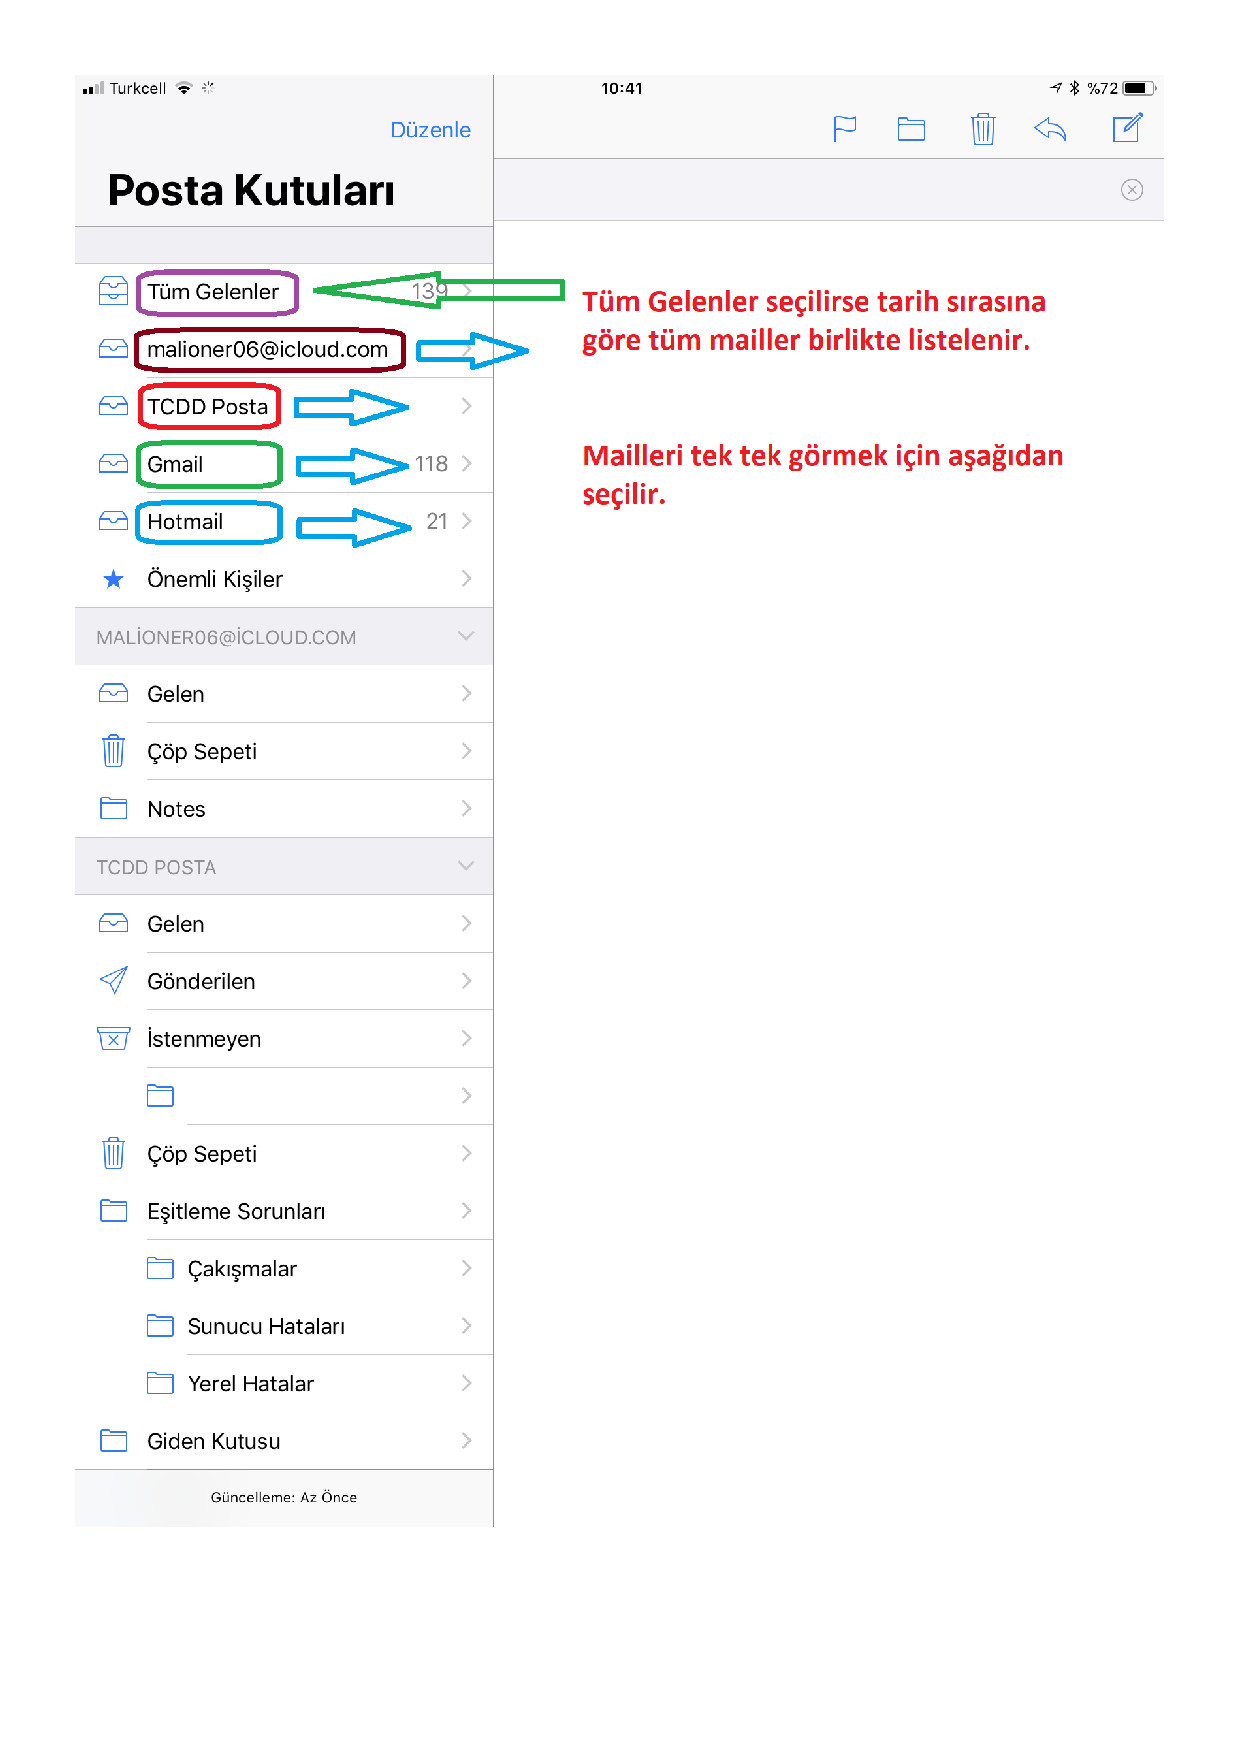 Turkcell 10:41 %72
Düzenle
Posta Kutuları
Tüm Gelenler 139
malioner06@icloud.com
TCDD Posta
Gmail 118
Hotmail 21
Önemli Kişiler
Tüm Gelenler seçilirse tarih sırasına
göre tüm mailler birlikte listelenir.
Mailleri tek tek görmek için aşağıdan
seçilir.
MALİONER06@İCLOUD.COM
Gelen
Çöp Sepeti
Notes
TCDD POSTA
Gelen
Gönderilen
İstenmeyen
Çöp Sepeti
Eşitleme Sorunları
Çakışmalar
Sunucu Hataları
Yerel Hatalar
Giden Kutusu
Güncelleme: Az Önce